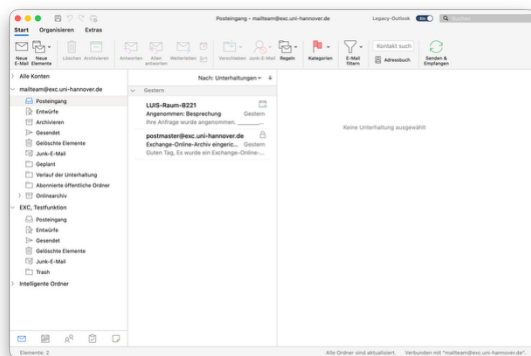 Posteingang • mailteam@exc.uni-hannover.de
Legacy-Outlook
Ein
Suchen
Start Organisieren Extras
Neue E-Mail
Neue Elemente
Löschen
Archivieren
Antworten
Allen antworten
Weiterleiten
Verschieben
Junk-E-Mail
Regeln
Kategorien
E-Mail filtern
Kontakt such
Adressbuch
Senden & Empfangen
Alle Konten
mailteam@exc.uni-hannover.de
Posteingang
Entwürfe
Archivieren
Gesendet
Gelöschte Elemente
Junk-E-Mail
Geplant
Verlauf der Unterhaltung
Abonnierte öffentliche Ordner
Onlinearchiv
EXC, Testfunktion
Posteingang
Entwürfe
Gesendet
Gelöschte Elemente
Junk-E-Mail
Trash
Intelligente Ordner
Nach: Unterhaltungen
Gestern
LUIS-Raum-B221
Angenommen: Besprechung Gestern
Ihre Anfrage wurde angenommen.
postmaster@exc.uni-hannover.de
Exchange-Online-Archiv eingeric... Gestern
Guten Tag, Es wurde ein Exchange-Online-...
Keine Unterhaltung ausgewählt
Elemente: 2
Alle Ordner sind aktualisiert.
Verbunden mit "mailteam@exc.uni-hannover.de".